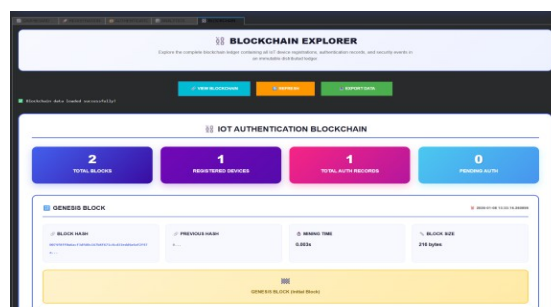 BLOCKCHAIN EXPLORER
Explore the complete blockchain ledger containing all IoT device registrations, authentication records, and security events in
an immutable distributed ledger.
VIEW BLOCKCHAIN
REFRESH
EXPORT DATA
Blockchain data loaded successfully!
IOT AUTHENTICATION BLOCKCHAIN
2
TOTAL BLOCKS
1
REGISTERED DEVICES
1
TOTAL AUTH RECORDS
0
PENDING AUTH
GENESIS BLOCK
BLOCK HASH
PREVIOUS HASH
0...
MINING TIME
0.003s
BLOCK SIZE
210 bytes
GENESIS BLOCK (Initial Block)